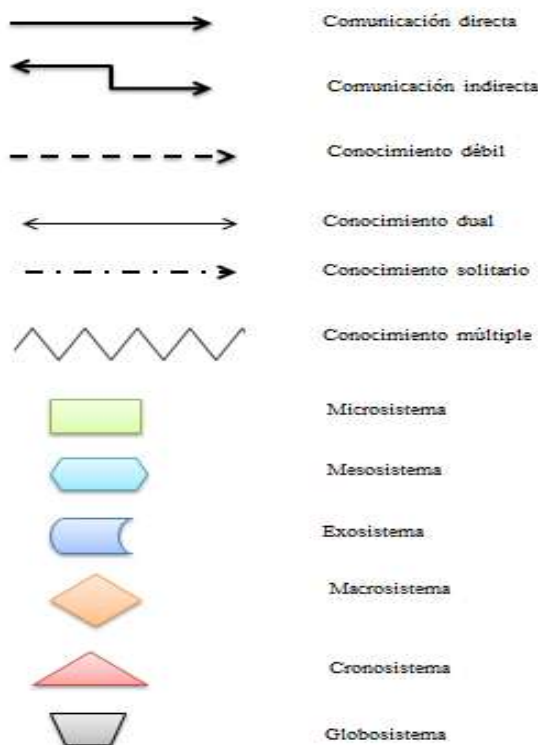 Comunicación directa
Comunicación indirecta
Conocimiento débil
Conocimiento dual
Conocimiento solitario
Conocimiento múltiple
Microsistema
Mesosistema
Exosistema
Macrosistema
Cronosistema
Globosistema